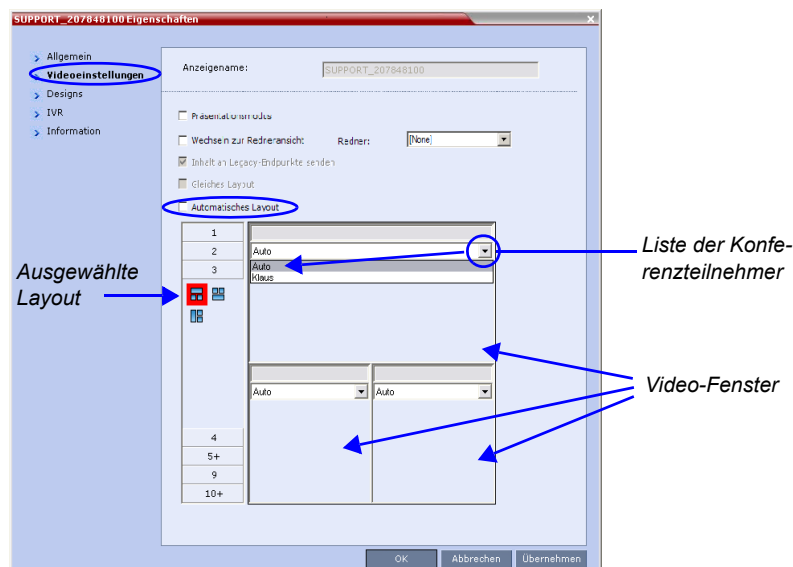 SUPPORT_207848100 Eigenschaften
x
Allgemein
Videoeinstellungen
Designs
IVR
Information
Anzeigename:
SUPPORT_207848100
Präsentationsmodus
Wechseln zur Redneransicht
Redner:
[None]
Inhalt an Legacy-Endpunkte senden
Gleiches Layout
Automatisches Layout
1
2
3
Auto
Auto
Klaus
Ausgewählte
Layout
Liste der Konfe-
renzteilnehmer
Video-Fenster
Auto
Auto
4
5+
9
10+
OK
Abbrechen
Übernehmen